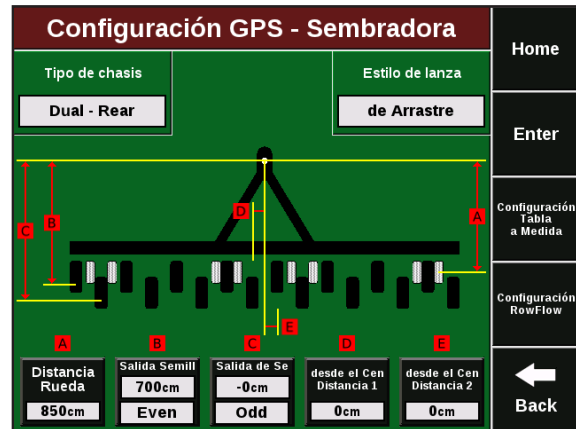 Configuración GPS - Sembradora
Home
Tipo de chasis
Dual - Rear
Estilo de lanza
de Arrastre
Enter
Configuración
Tabla
a Medida
Configuración
RowFlow
Back
C
B
D
A
E
A
B
C
D
E
Distancia
Rueda
850cm
Salida Semill
700cm
Even
Salida de Se
-0cm
Odd
desde el Cen
Distancia 1
0cm
desde el Cen
Distancia 2
0cm